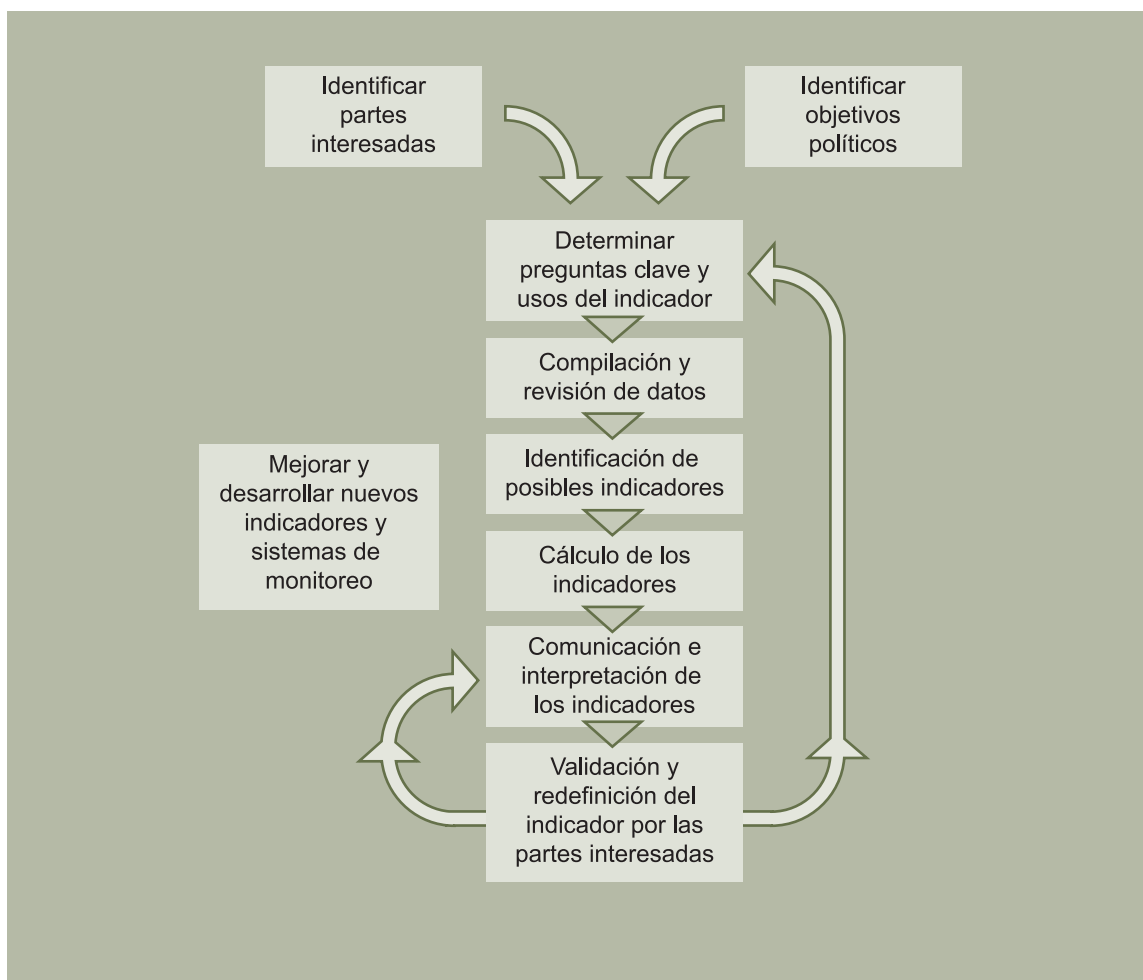 Identificar
partes
interesadas
Identificar
objetivos
políticos
Determinar
preguntas clave y
usos del indicador
Compilación y
revisión de datos
Identificación de
posibles indicadores
Mejorar y
desarrollar nuevos
indicadores y
sistemas de
monitoreo
Cálculo de los
indicadores
Comunicación e
interpretación de
los indicadores
Validación y
redefinición del
indicador por las
partes interesadas